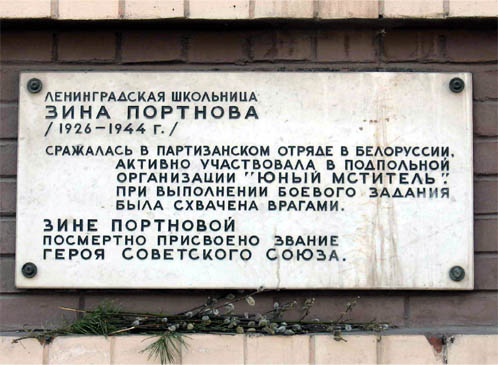 ЛЕНИНГРАДСКАЯ ШКОЛЬНИЦА
ЗИНА ПОРТНОВА
/1926-1944 г./
СРАЖАЛАСЬ В ПАРТИЗАНСКОМ ОТРЯДЕ В БЕЛОРУССИИ,
АКТИВНО УЧАСТВОВАЛА В ПОДПОЛЬНОЙ
ОРГАНИЗАЦИИ "ЮНЫЙ МСТИТЕЛЬ".
ПРИ ВЫПОЛНЕНИИ БОЕВОГО ЗАДАНИЯ
БЫЛА СХВАЧЕНА ВРАГАМИ.
ЗИНЕ ПОРТНОВОЙ
ПОСМЕРТНО ПРИСВОЕНО ЗВАНИЕ
ГЕРОЯ СОВЕТСКОГО СОЮЗА.